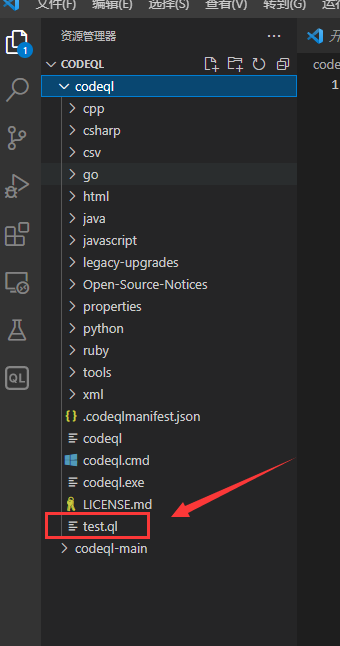 文件(F) 编辑(E) 选择(S) 查看(V) 转到(G) 运行
资源管理器
CODEQL
codeql
cpp
csharp
csv
go
html
java
javascript
legacy-upgrades
Open-Source-Notices
properties
python
ruby
tools
xml
{} .codeqlmanifest.json
codeql
codeql.cmd
codeql.exe
LICENSE.md
test.ql
codeql-main
1
QL
开
code
1